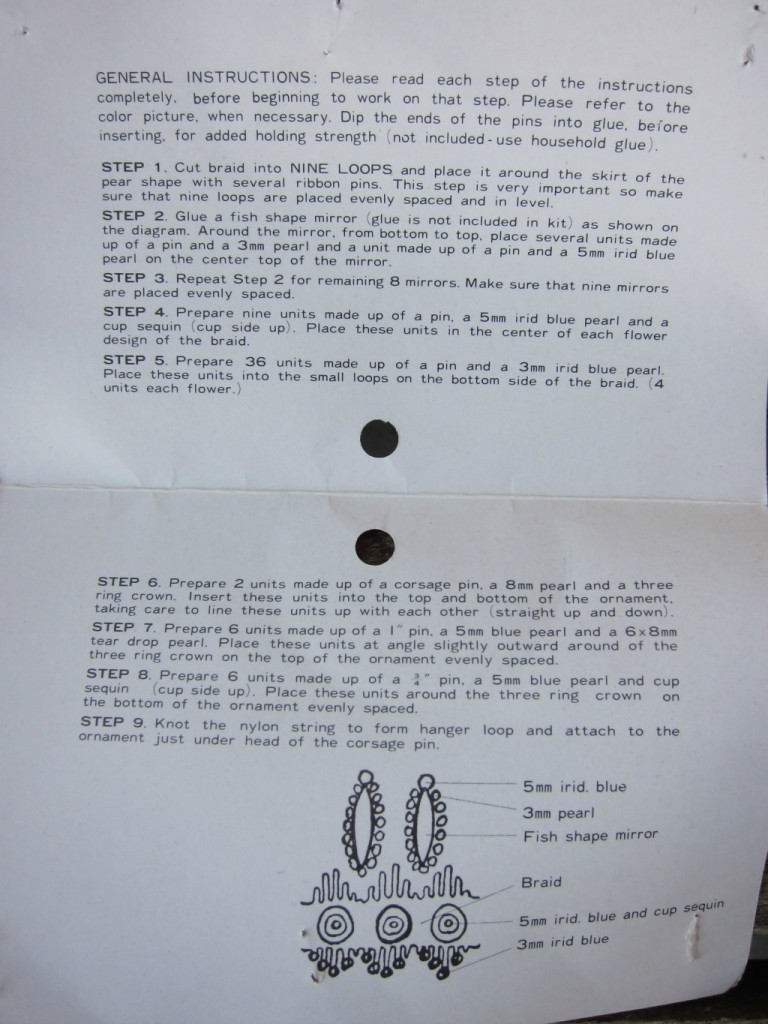 GENERAL INSTRUCTIONS: Please read each step of the instructions
completely, before beginning to work on that step. Please refer to the
color picture, when necessary. Dip the ends of the pins into glue, before
inserting, for added holding strength (not included - use household glue).
STEP 1. Cut braid into NINE LOOPS and place it around the skirt of the
pear shape with several ribbon pins. This step is very important so make
sure that nine loops are placed evenly spaced and in level.
STEP 2. Glue a fish shape mirror (glue is not included in kit) as shown on
the diagram. Around the mirror, from bottom to top, place several units made
up of a pin and a 3mm pearl and a unit made up of a pin and a 5mm irid blue
pearl on the center top of the mirror.
STEP 3. Repeat Step 2 for remaining 8 mirrors. Make sure that nine mirrors
are placed evenly spaced.
STEP 4. Prepare nine units made up of a pin, a 5mm irid blue pearl and a
cup sequin (cup side up). Place these units in the center of each flower
design of the braid.
STEP 5. Prepare 36 units made up of a pin and a 3mm irid blue pearl.
Place these units into the small loops on the bottom side of the braid. (4
units each flower.)
STEP 6. Prepare 2 units made up of a corsage pin, a 8mm pearl and a three
ring crown. Insert these units into the top and bottom of the ornament,
taking care to line these units up with each other (straight up and down).
STEP 7. Prepare 6 units made up of a 1" pin, a 5mm blue pearl and a 6x8mm
tear drop pearl. Place these units at angle slightly outward around of the
three ring crown on the top of the ornament evenly spaced.
STEP 8. Prepare 6 units made up of a ¾" pin, a 5mm blue pearl and cup
sequin (cup side up). Place these units around the three ring crown on
the bottom of the ornament evenly spaced.
STEP 9. Knot the nylon string to form hanger loop and attach to the
ornament just under head of the corsage pin.
5mm irid. blue
3mm pearl
Fish shape mirror
Braid
5mm irid. blue and cup sequin
3mm irid blue